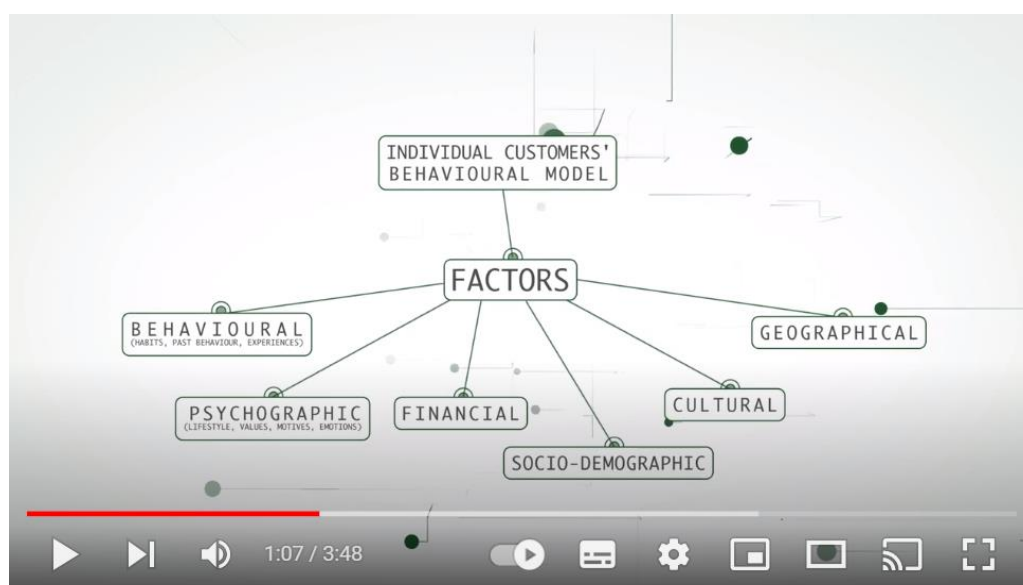 INDIVIDUAL CUSTOMERS'
BEHAVIOURAL MODEL
FACTORS
BEHAVIOURAL
(HABITS, PAST BEHAVIOUR, EXPERIENCES)
GEOGRAPHICAL
PSYCHOGRAPHIC
(LIFESTYLE, VALUES, MOTIVES, EMOTIONS)
FINANCIAL
CULTURAL
SOCIO-DEMOGRAPHIC
1:07 / 3:48